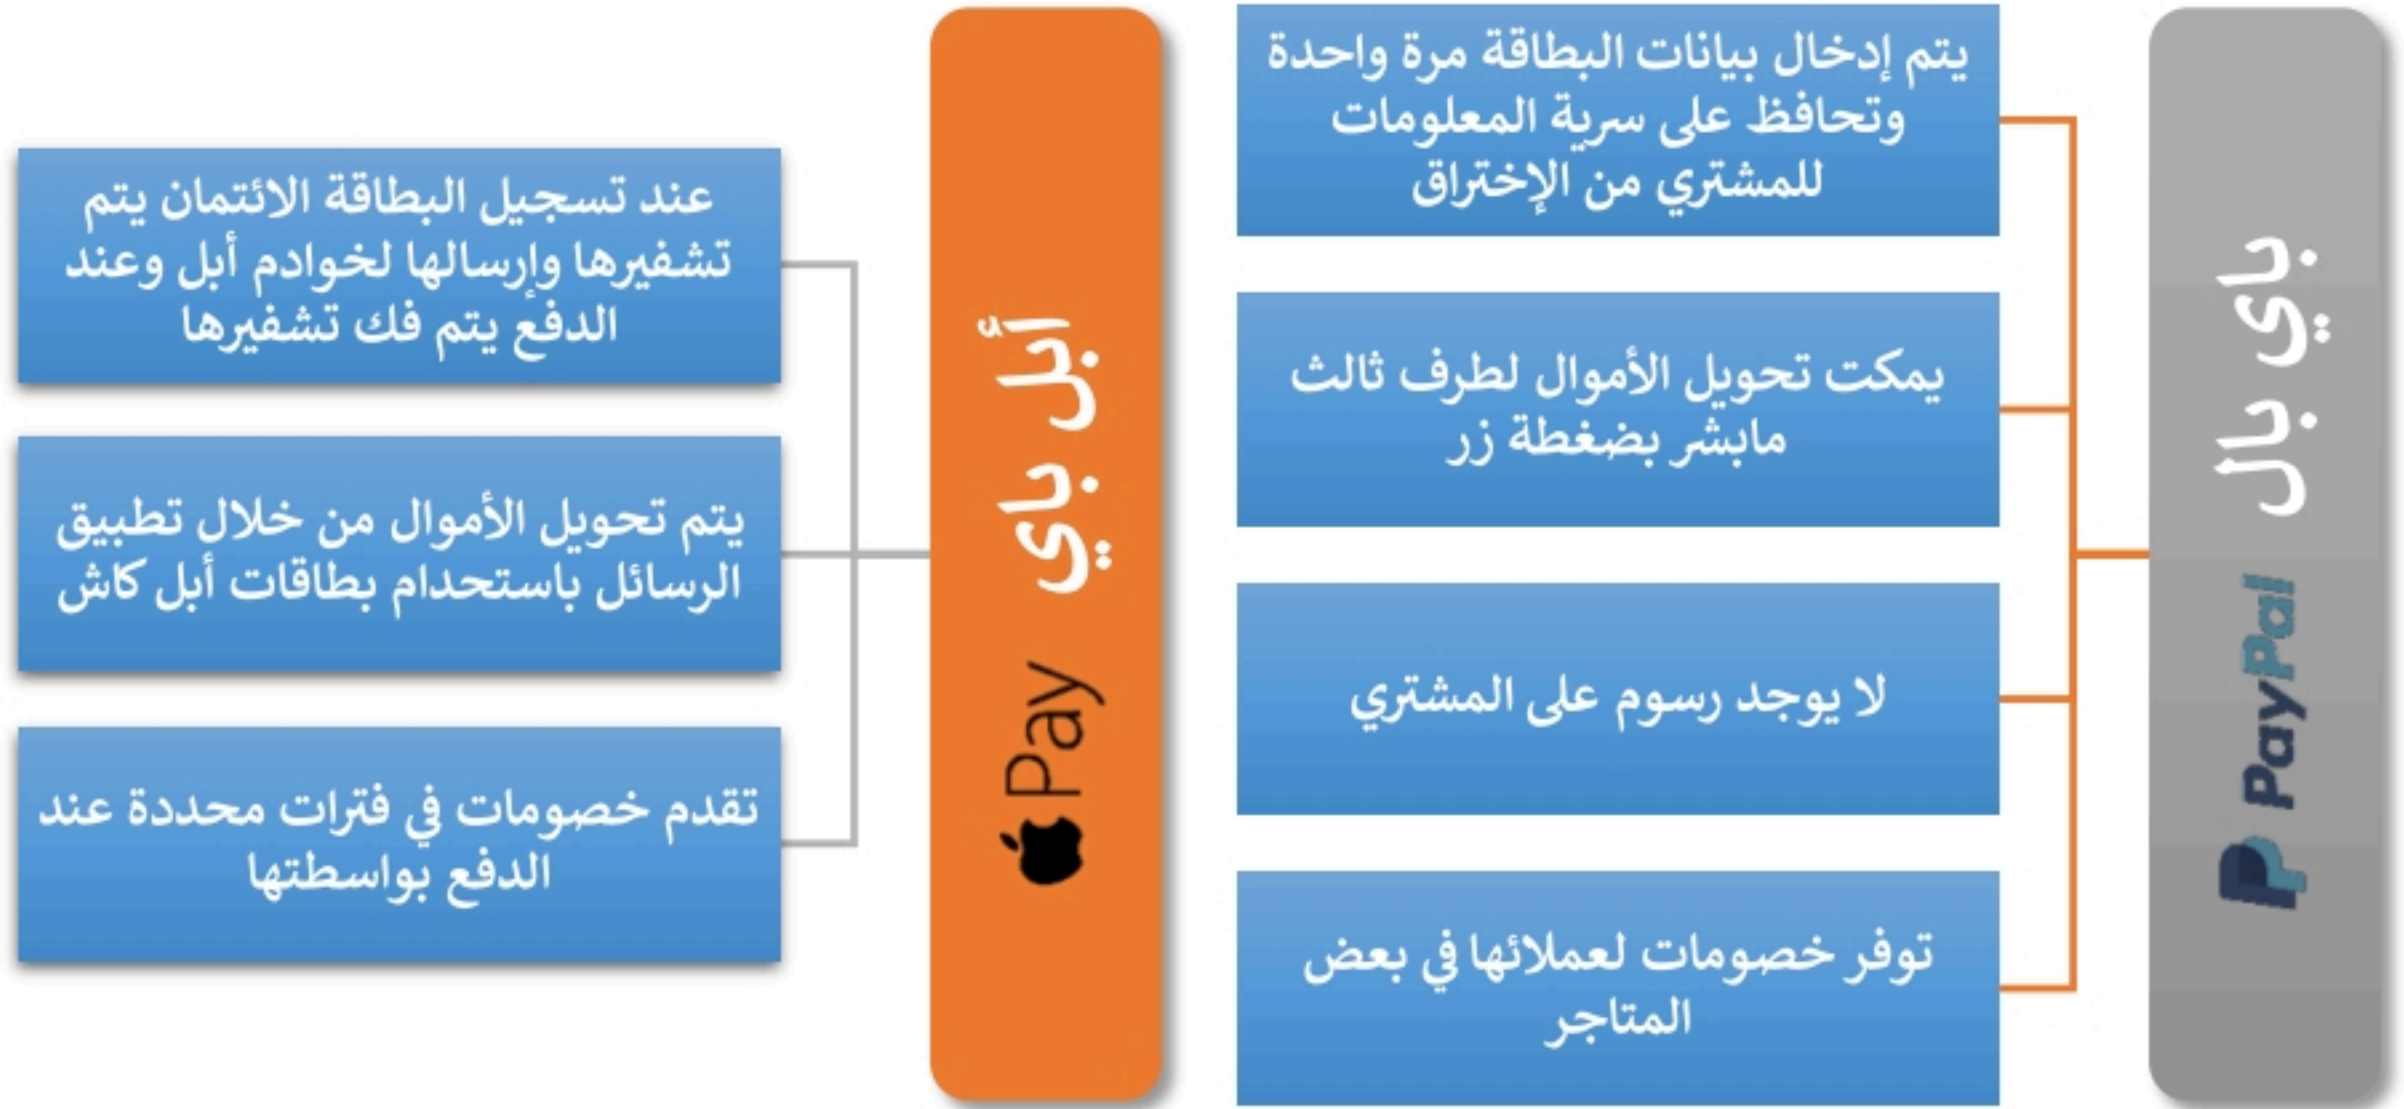 باي بال PayPal
يتم إدخال بيانات البطاقة مرة واحدة
وتحافظ على سرية المعلومات
للمشتري من الإختراق
يمكت تحويل الأموال لطرف ثالث
مابشر بضغطة زر
لا يوجد رسوم على المشتري
توفر خصومات لعملائها في بعض
المتاجر
أبل باي Pay
عند تسجيل البطاقة الائتمان يتم
تشفيرها وإرسالها لخوادم أبل وعند
الدفع يتم فك تشفيرها
يتم تحويل الأموال من خلال تطبيق
الرسائل باستحدام بطاقات أبل كاش
تقدم خصومات في فترات محددة عند
الدفع بواسطتها